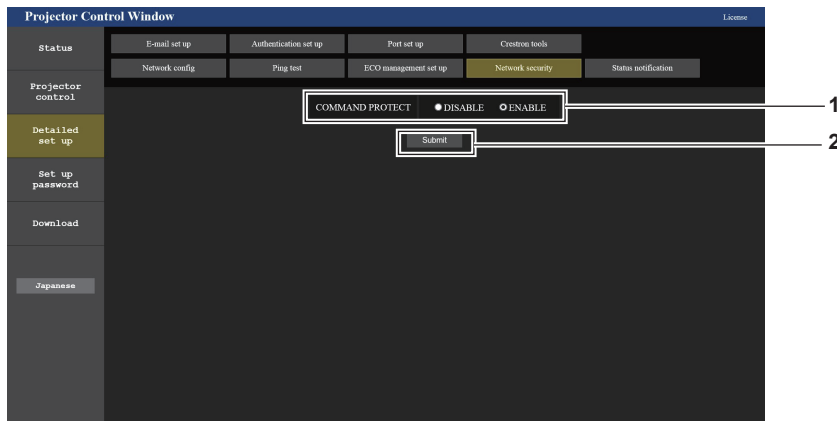 Projector Control Window
License
Status
Projector
control
Detailed
set up
Set up
password
Download
Japanese
E-mail set up
Authentication set up
Port set up
Crestron tools
Network config
Ping test
ECO management set up
Network security
Status notification
COMMAND PROTECT
DISABLE
ENABLE
1
Submit
2